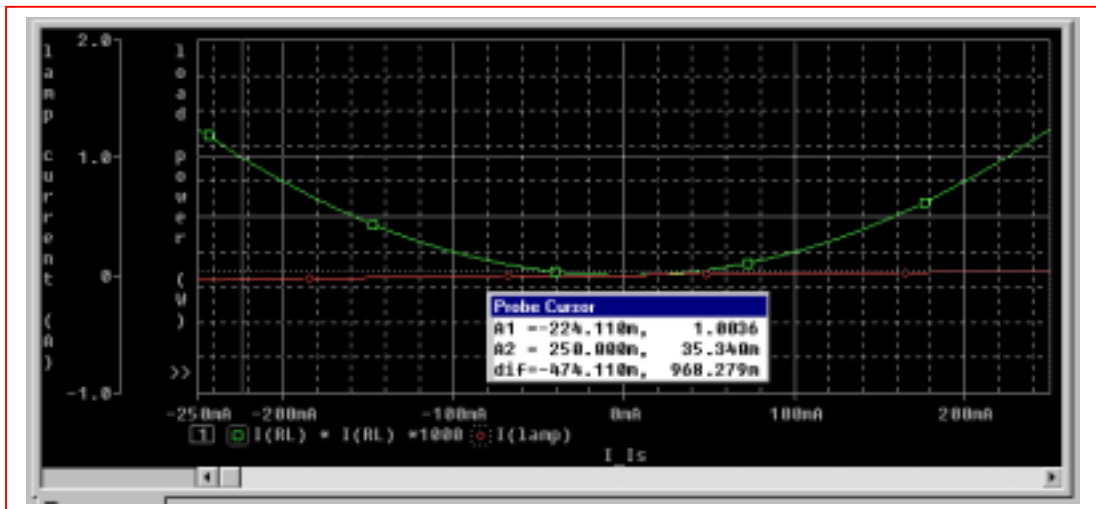 lamp current (A)
load power (W)
2.0
1.0
0
-1.0
>>
-250mA -200mA -100mA 0mA 100mA 200mA
1 I(RL) * I(RL) *1000 I(lamp)
I_Is
Probe Cursor
A1 =-224.110m, 1.0036
A2 = 250.000m, 35.340m
dif=-474.110m, 968.279m